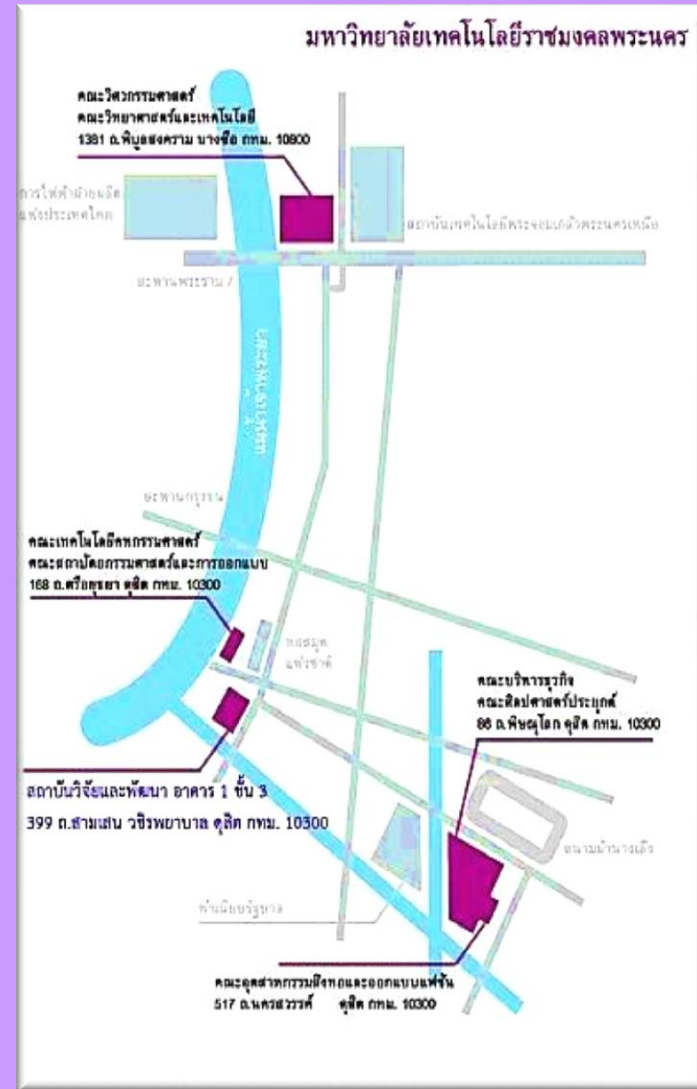 มหาวิทยาลัยเทคโนโลยีราชมงคลพระนคร
คณะวิศวกรรมศาสตร์
คณะวิทยาศาสตร์และเทคโนโลยี
1381 ถ.พิบูลสงคราม บางซื่อ กทม. 10800
การไฟฟ้าฝ่ายผลิต
แห่งประเทศไทย
สถาบันเทคโนโลยีพระจอมเกล้าพระนครเหนือ
สะพานพระราม 7
แม่น้ำเจ้าพระยา
สะพานกรุงธน
คณะเทคโนโลยีคหกรรมศาสตร์
คณะสถาปัตยกรรมศาสตร์และการออกแบบ
168 ถ.ศรีอยุธยา ดุสิต กทม. 10300
หอสมุด
แห่งชาติ
คณะบริหารธุรกิจ
คณะศิลปศาสตร์ประยุกต์
86 ถ.พิษณุโลก ดุสิต กทม. 10300
สถาบันวิจัยและพัฒนา อาคาร 1 ชั้น 3
399 ถ.สามเสน วชิรพยาบาล ดุสิต กทม. 10300
สนามม้านางเลิ้ง
ทำเนียบรัฐบาล
คณะอุตสาหกรรมสิ่งทอและออกแบบแฟชั่น
517 ถ.นครสวรรค์ ดุสิต กทม. 10300